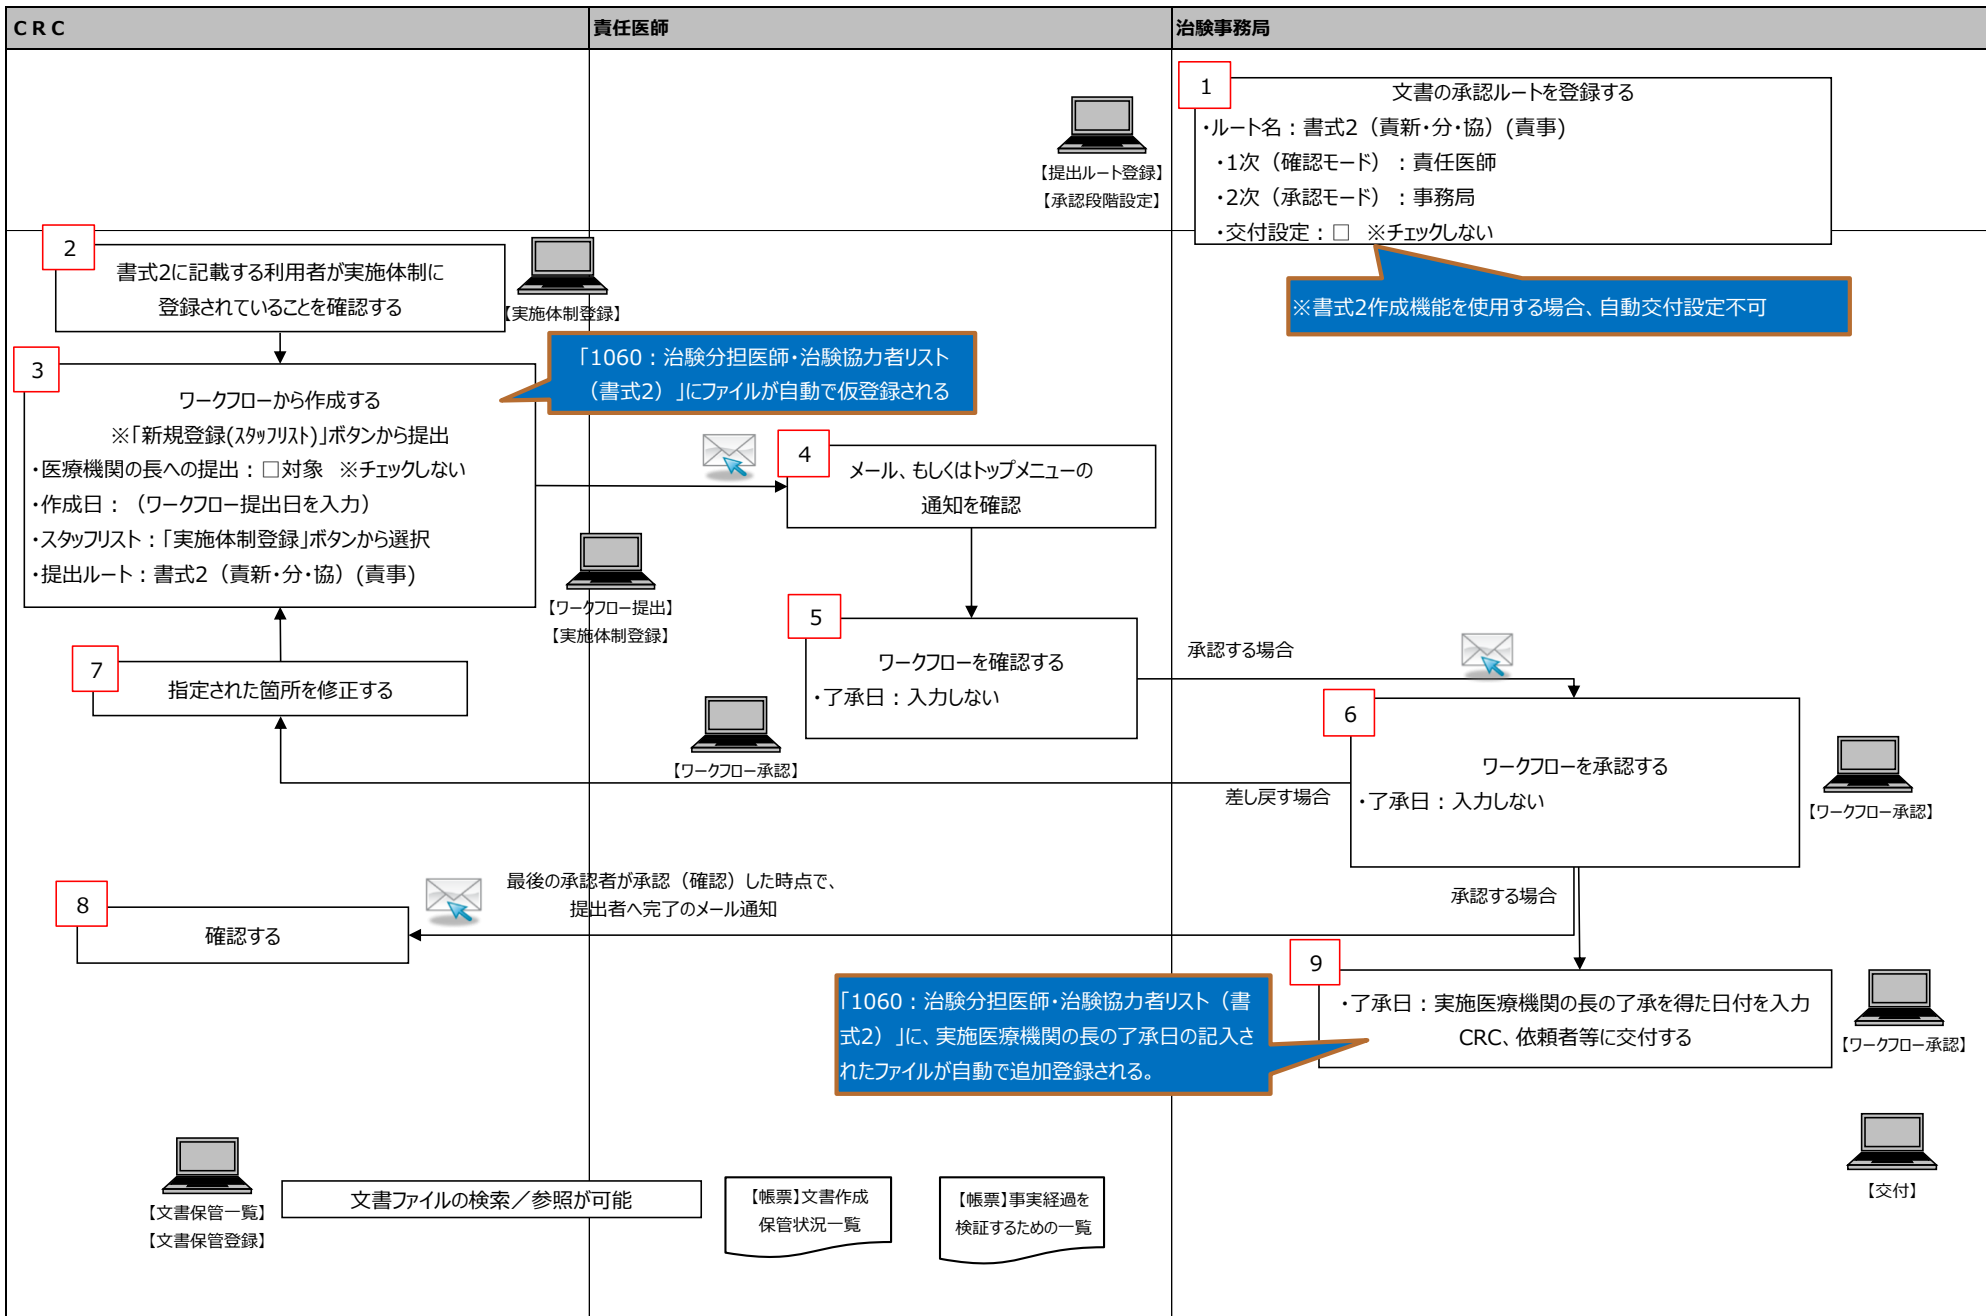 ＣＲＣ
責任医師
治験事務局
1
文書の承認ルートを登録する
・ルート名：書式2（責新・分・協）(責事)
・1次（確認モード）：責任医師
・2次（承認モード）：事務局
・交付設定：□　※チェックしない
【提出ルート登録】
【承認段階設定】
※書式2作成機能を使用する場合、自動交付設定不可
2
書式2に記載する利用者が実施体制に
登録されていることを確認する
【実施体制登録】
3
ワークフローから作成する
※「新規登録(ｽﾀｯﾌﾘｽﾄ)」ボタンから提出
・医療機関の長への提出：□対象　※チェックしない
・作成日：（ワークフロー提出日を入力）
・スタッフリスト：「実施体制登録」ボタンから選択
・提出ルート：書式2（責新・分・協）(責事)
「1060：治験分担医師・治験協力者リスト
（書式2）」にファイルが自動で仮登録される
4
メール、もしくはトップメニューの
通知を確認
【ワークフロー提出】
【実施体制登録】
5
ワークフローを確認する
・了承日：入力しない
【ワークフロー承認】
承認する場合
6
ワークフローを承認する
・了承日：入力しない
【ワークフロー承認】
差し戻す場合
7
指定された箇所を修正する
承認する場合
8
確認する
最後の承認者が承認（確認）した時点で、
提出者へ完了のメール通知
9
・了承日：実施医療機関の長の了承を得た日付を入力
CRC、依頼者等に交付する
【ワークフロー承認】
「1060：治験分担医師・治験協力者リスト（書
式2）」に、実施医療機関の長の了承日の記入さ
れたファイルが自動で追加登録される。
【交付】
【文書保管一覧】
【文書保管登録】
文書ファイルの検索／参照が可能
【帳票】文書作成
保管状況一覧
【帳票】事実経過を
検証するための一覧